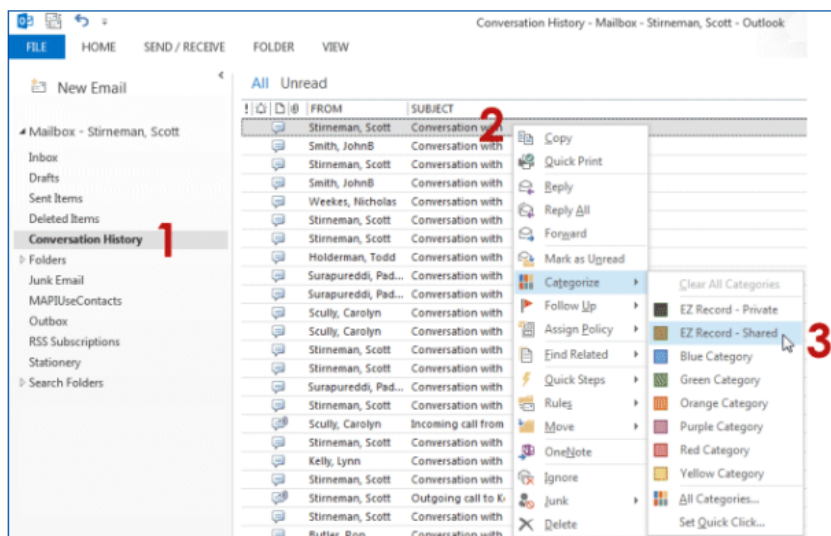 Conversation History - Mailbox - Stirneman, Scott - Outlook
FILE HOME SEND / RECEIVE FOLDER VIEW
New Email
Mailbox - Stirneman, Scott
Inbox
Drafts
Sent Items
Deleted Items
Conversation History
1
Folders
Junk Email
MAPIUseContacts
Outbox
RSS Subscriptions
Stationery
Search Folders
All Unread
FROM SUBJECT
2
Stirneman, Scott Conversation with
Smith, JohnB Conversation with
Stirneman, Scott Conversation with
Smith, JohnB Conversation with
Weekes, Nicholas Conversation with
Stirneman, Scott Conversation with
Stirneman, Scott Conversation with
Holderman, Todd Conversation with
Surapureddi, Pad... Conversation with
Surapureddi, Pad... Conversation with
Scully, Carolyn Conversation with
Scully, Carolyn Conversation with
Stirneman, Scott Conversation with
Stirneman, Scott Conversation with
Surapureddi, Pad... Conversation with
Stirneman, Scott Conversation with
Scully, Carolyn Incoming call from
Stirneman, Scott Conversation with
Kelly, Lynn Conversation with
Stirneman, Scott Conversation with
Stirneman, Scott Outgoing call to K
Stirneman, Scott Conversation with
Butler, Ron Conversation with
Copy
Quick Print
Reply
Reply All
Forward
Mark as Unread
Categorize
Follow Up
Assign Policy
Find Related
Quick Steps
Rules
Move
OneNote
Ignore
Junk
Delete
Clear All Categories
EZ Record - Private
EZ Record - Shared
3
Blue Category
Green Category
Orange Category
Purple Category
Red Category
Yellow Category
All Categories...
Set Quick Click...